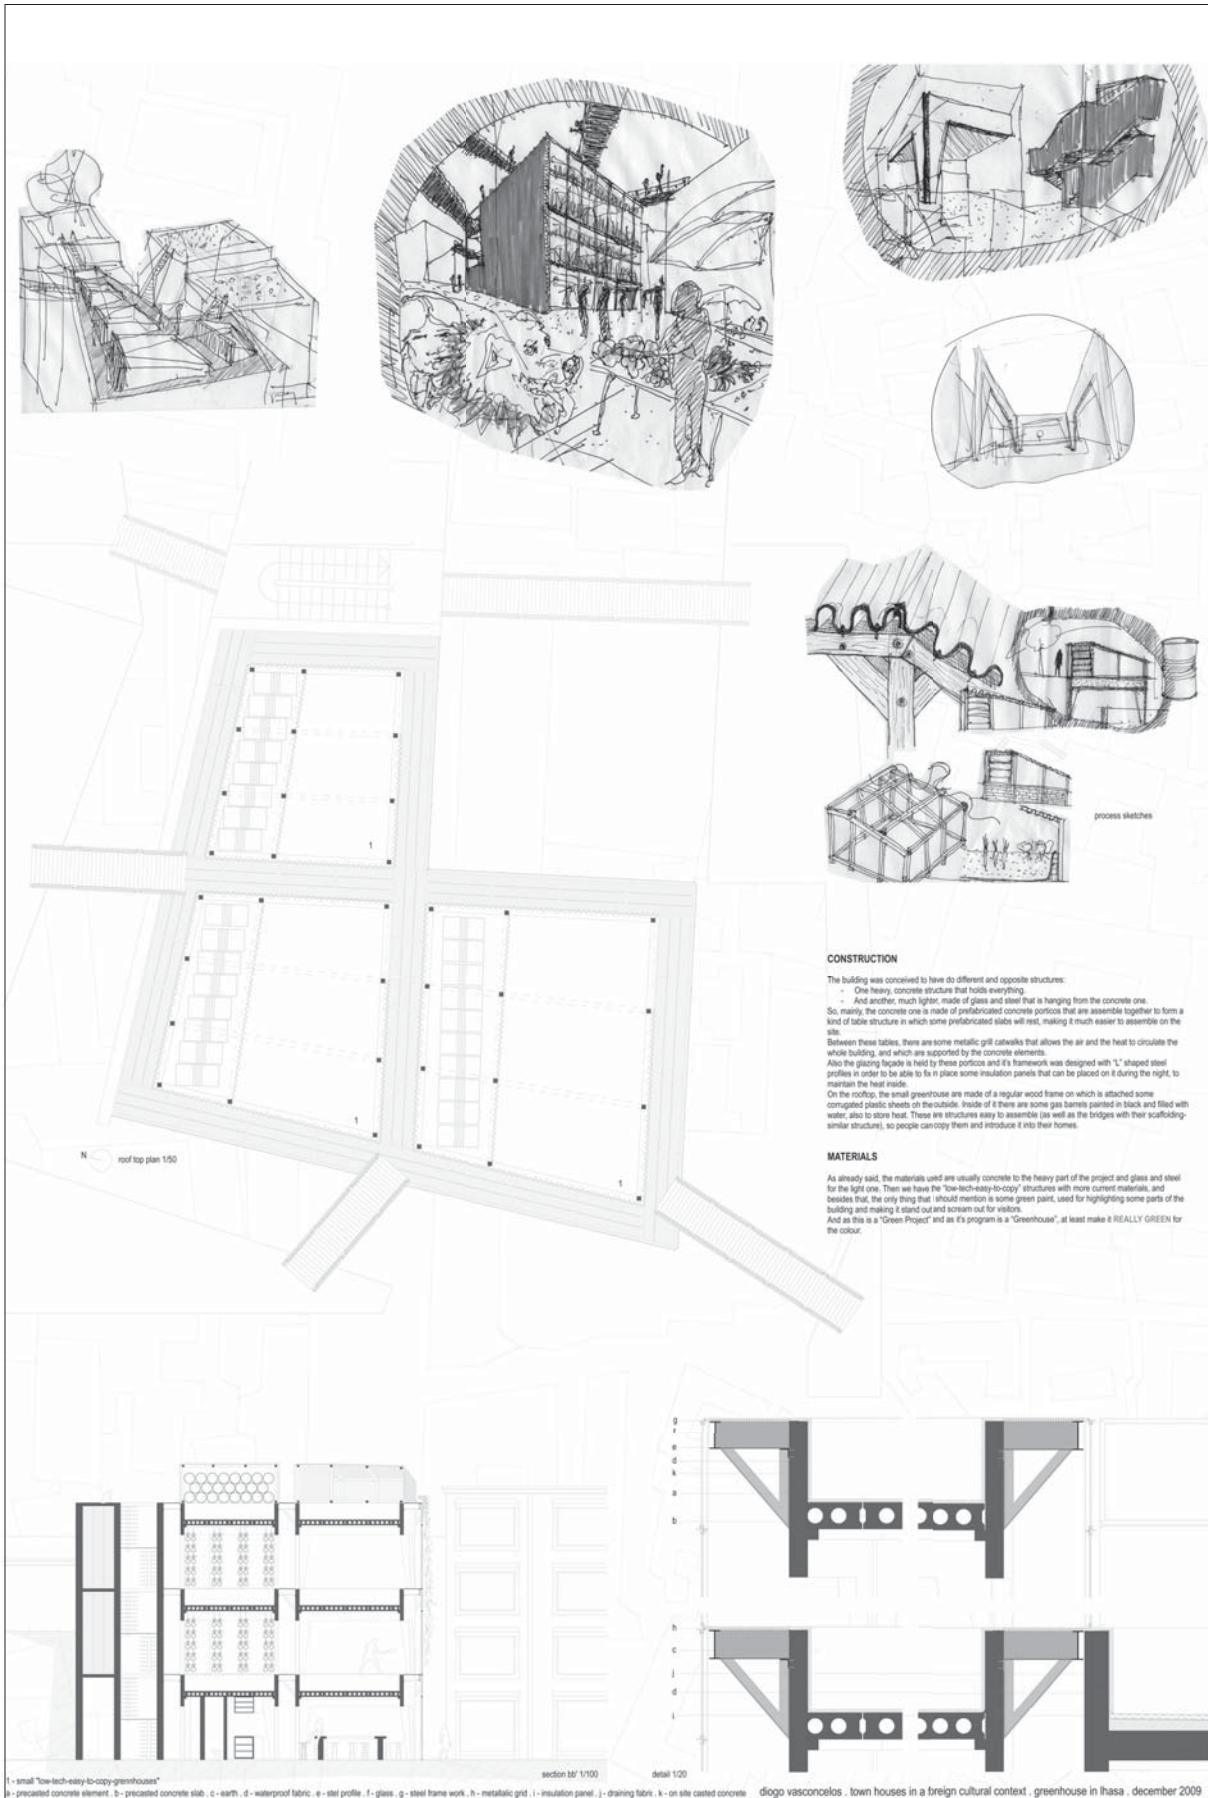 process sketches
CONSTRUCTION
The building was conceived to have do different and opposite structures:
- One heavy, concrete structure that holds everything.
- And another, much lighter, made of glass and steel that is hanging from the concrete one.
So, mainly, the concrete one is made of prefabricated concrete porticos that are assemble together to form a
kind of table structure in which some prefabricated slabs will rest, making it much easier to assemble on the
site.
Between these tables, there are some metallic grill catwalks that allows the air and the heat to circulate the
whole building, and which are supported by the concrete elements.
Also the glazing façade is held by these porticos and it's framework was designed with "L" shaped steel
profiles in order to be able to fix in place some insulation panels that can be placed on it during the night, to
maintain the heat inside.
On the rooftop, the small greenhouse are made of a regular wood frame on which is attached some
corrugated plastic sheets on the outside. Inside of it there are some gas barrels painted in black and filled with
water, also to store heat. These are structures easy to assemble (as well as the bridges with their scaffolding-
similar structure), so people can copy them and introduce it into their homes.
MATERIALS
As already said, the materials used are usually concrete to the heavy part of the project and glass and steel
for the light one. Then we have the "low-tech-easy-to-copy" structures with more current materials, and
besides that, the only thing that i should mention is some green paint, used for highlighting some parts of the
building and making it stand out and scream out for visitors.
And as this is a "Green Project" and as it's program is a "Greenhouse", at least make it REALLY GREEN for
the colour.
1
1
1
N
roof top plan 1/50
g
f
e
d
k
a
b
h
c
j
d
i
section bb' 1/100
detail 1/20
1 - small "low-tech-easy-to-copy-grennhouses"
a - precasted concrete element . b - precasted concrete slab . c - earth . d - waterproof fabric . e - stel profile . f - glass . g - steel frame work . h - metallalic grid . i - insulation panel . j - draining fabric . k - on site casted concrete
diogo vasconcelos . town houses in a foreign cultural context . greenhouse in lhasa . december 2009